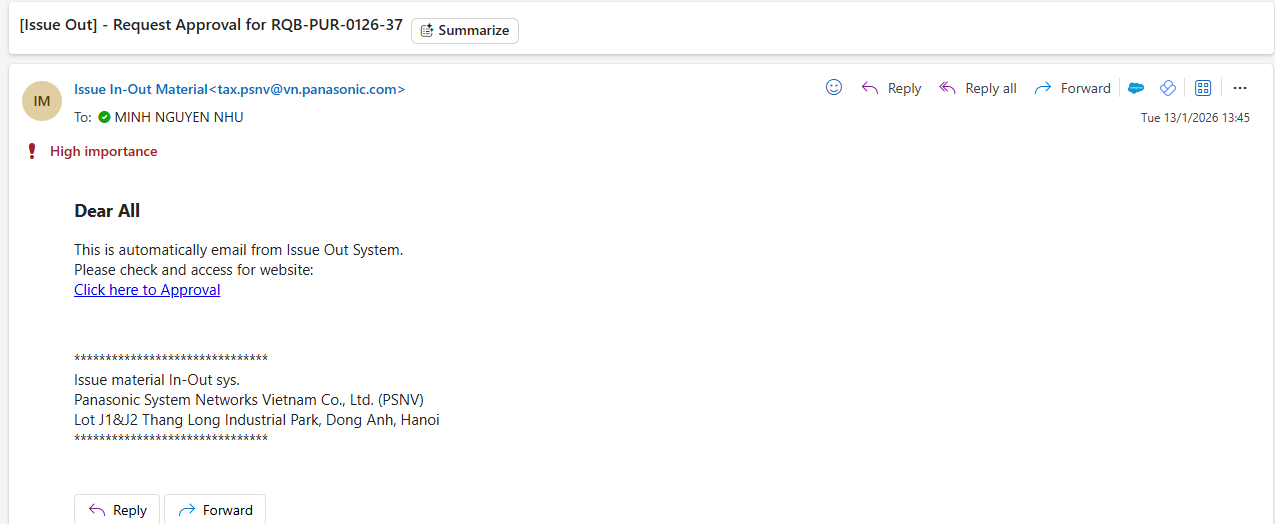 [Issue Out] - Request Approval for RQB-PUR-0126-37 Summarize
IM
Issue In-Out Material<tax.psnv@vn.panasonic.com>
Reply Reply all Forward
To: MINH NGUYEN NHU
Tue 13/1/2026 13:45
High importance
Dear All
This is automatically email from Issue Out System.
Please check and access for website:
Click here to Approval
*******************************
Issue material In-Out sys.
Panasonic System Networks Vietnam Co., Ltd. (PSNV)
Lot J1&J2 Thang Long Industrial Park, Dong Anh, Hanoi
*******************************
Reply Forward